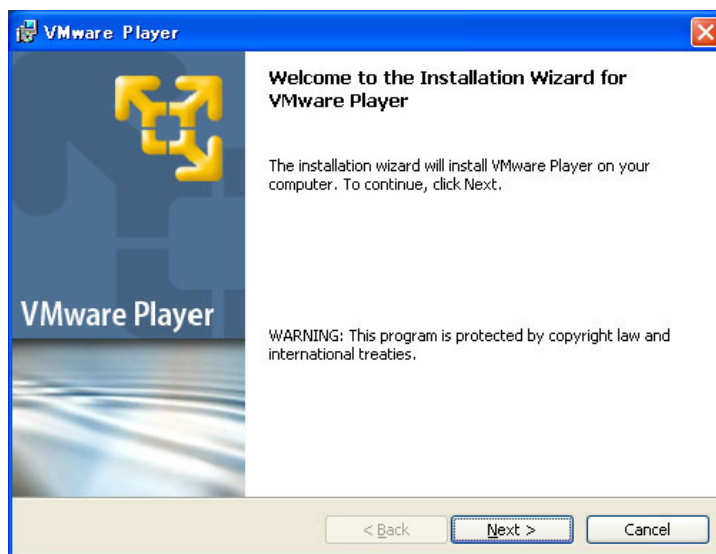 VMware Player
Welcome to the Installation Wizard for
VMware Player
The installation wizard will install VMware Player on your
computer. To continue, click Next.
VMware Player
WARNING: This program is protected by copyright law and
international treaties.
< Back
Next >
Cancel